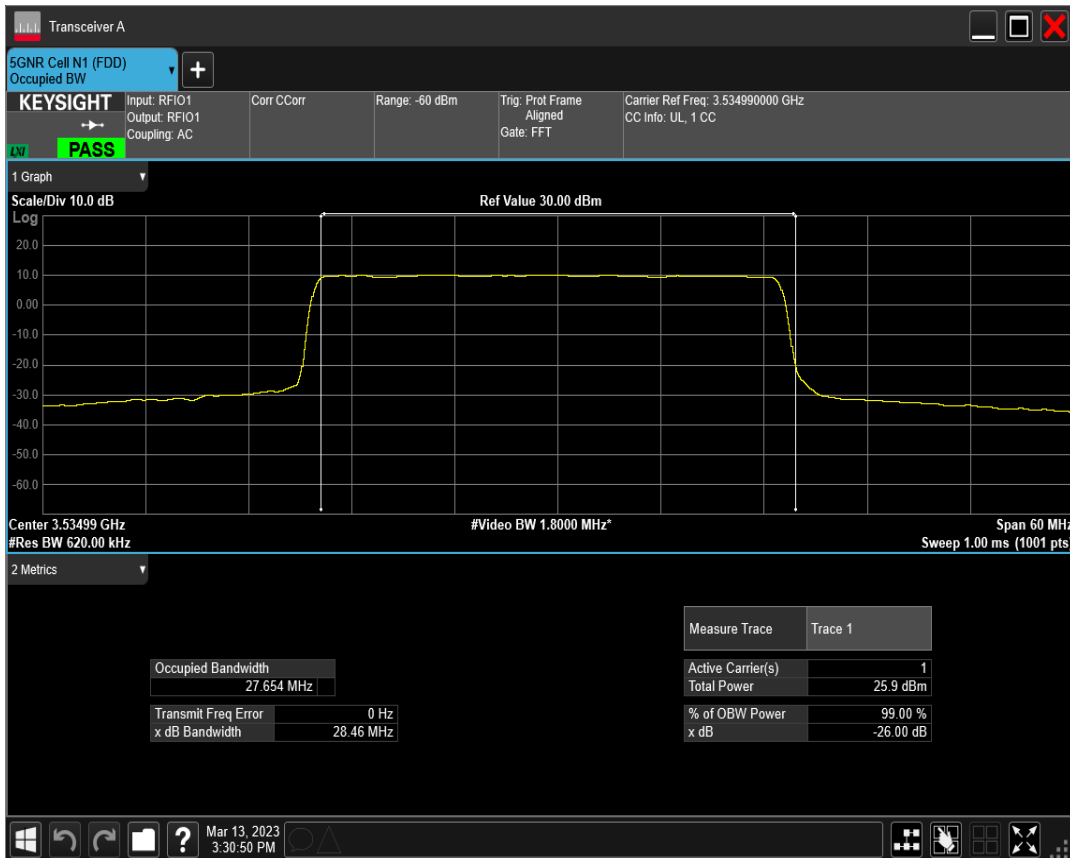 Transceiver A
5GNR Cell N1 (FDD)
Occupied BW
+
KEYSIGHT
LXI
PASS
Input: RFIO1
Output: RFIO1
Coupling: AC
Corr CCorr
Range: -60 dBm
Trig: Prot Frame
Aligned
Gate: FFT
Carrier Ref Freq: 3.534990000 GHz
CC Info: UL, 1 CC
1 Graph
Scale/Div 10.0 dB
Ref Value 30.00 dBm
Log
20.0
10.0
0.00
-10.0
-20.0
-30.0
-40.0
-50.0
-60.0
Center 3.53499 GHz
#Video BW 1.8000 MHz*
Span 60 MHz
#Res BW 620.00 kHz
Sweep 1.00 ms (1001 pts)
2 Metrics
Measure Trace Trace 1
Occupied Bandwidth
27.654 MHz
Active Carrier(s) 1
Total Power 25.9 dBm
Transmit Freq Error 0 Hz
x dB Bandwidth 28.46 MHz
% of OBW Power 99.00 %
x dB -26.00 dB
?
Mar 13, 2023
3:30:50 PM